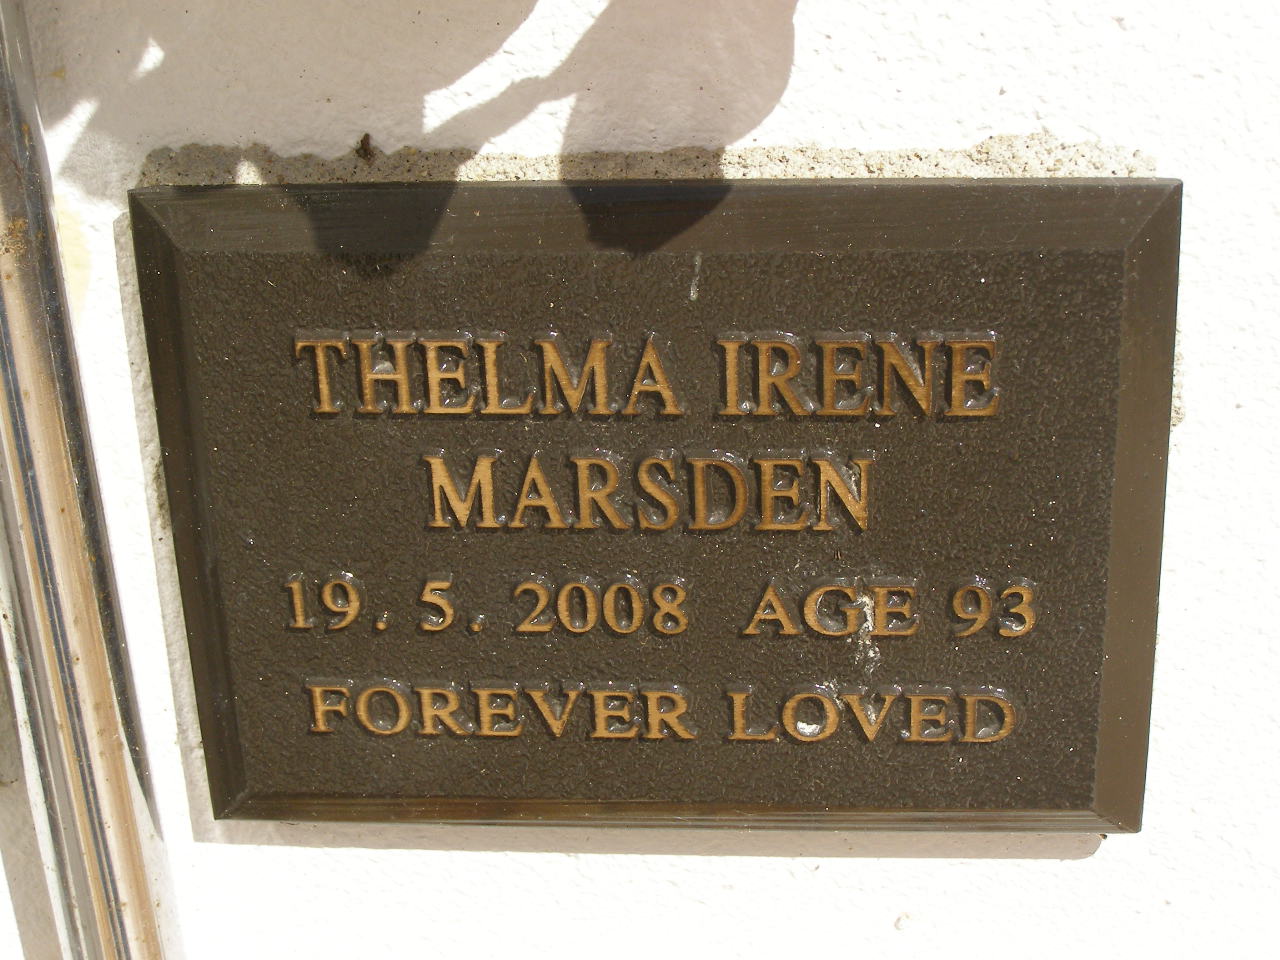 THELMA IRENE
MARSDEN
19. 5. 2008 AGE 93
FOREVER LOVED